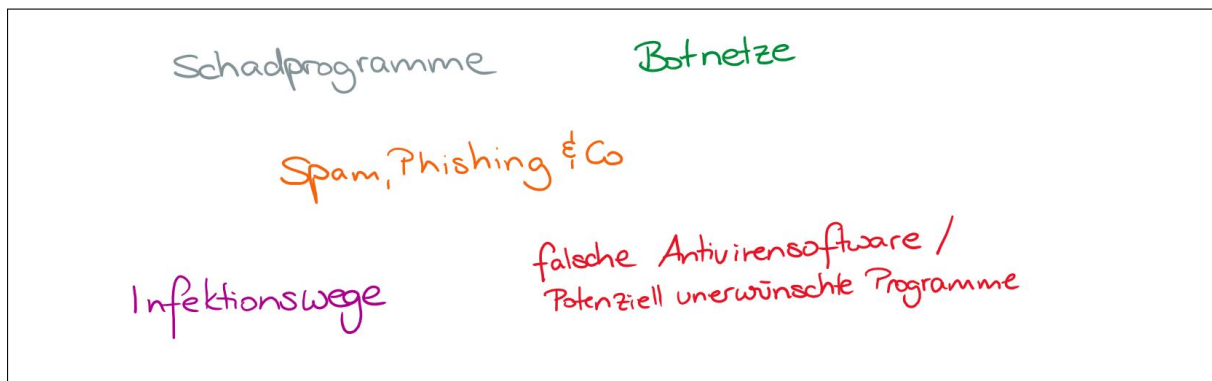 Schadprogramme
Botnetze
Spam, Phishing & Co
falsche Antivirensoftware /
Potenziell unerwünschte Programme
Infektionswege